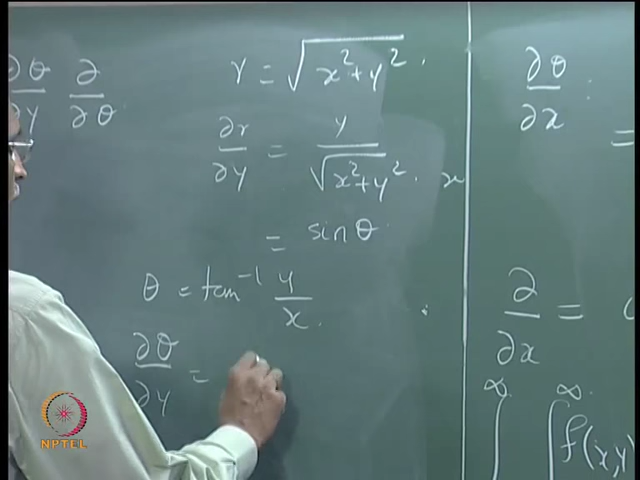 ∂θ/∂y ∂/∂θ
r = √(x²+y²)
∂r/∂y = y/√(x²+y²)
= sin θ
θ = tan⁻¹ y/x
∂θ/∂y =
∂θ/∂x
=
∂/∂x =
∫^∞ ∫^∞ f(x,y)
NPTEL